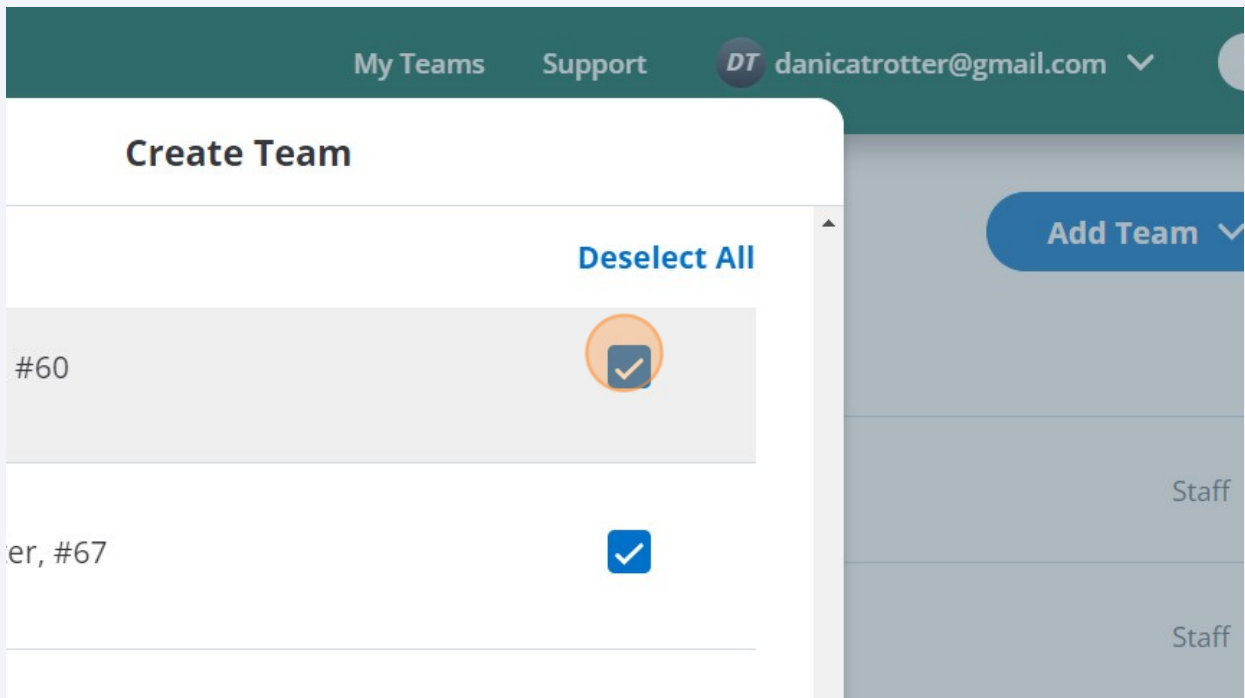 My Teams Support DT danicatrotter@gmail.com
Create Team
Add Team
Deselect All
#60
Staff
er, #67
Staff